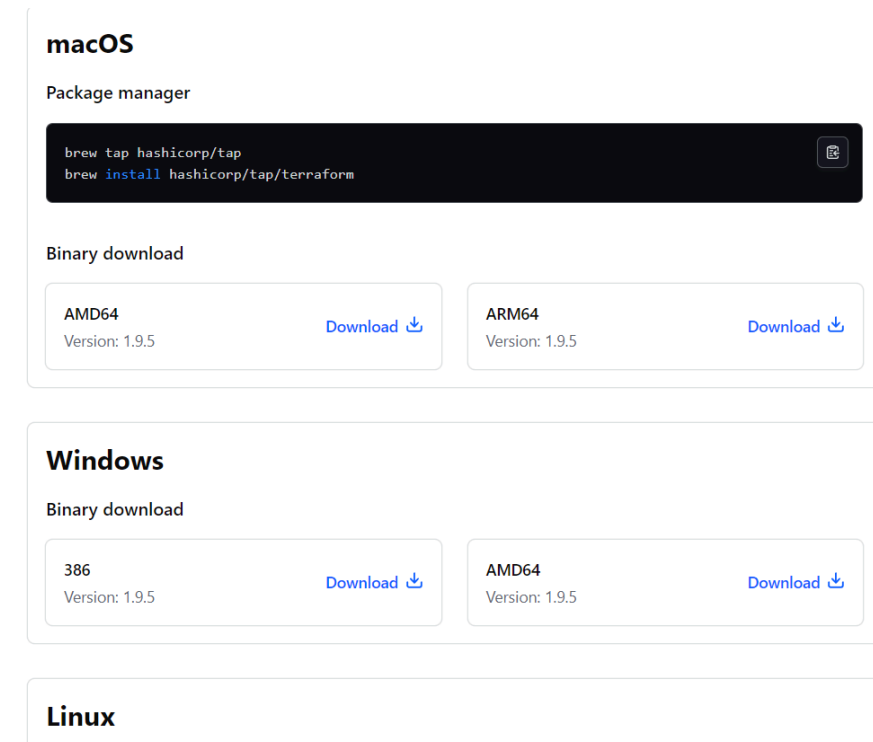 macOS
Package manager
brew tap hashicorp/tap
brew install hashicorp/tap/terraform
Binary download
AMD64
Version: 1.9.5
Download
ARM64
Version: 1.9.5
Download
Windows
Binary download
386
Version: 1.9.5
Download
AMD64
Version: 1.9.5
Download
Linux